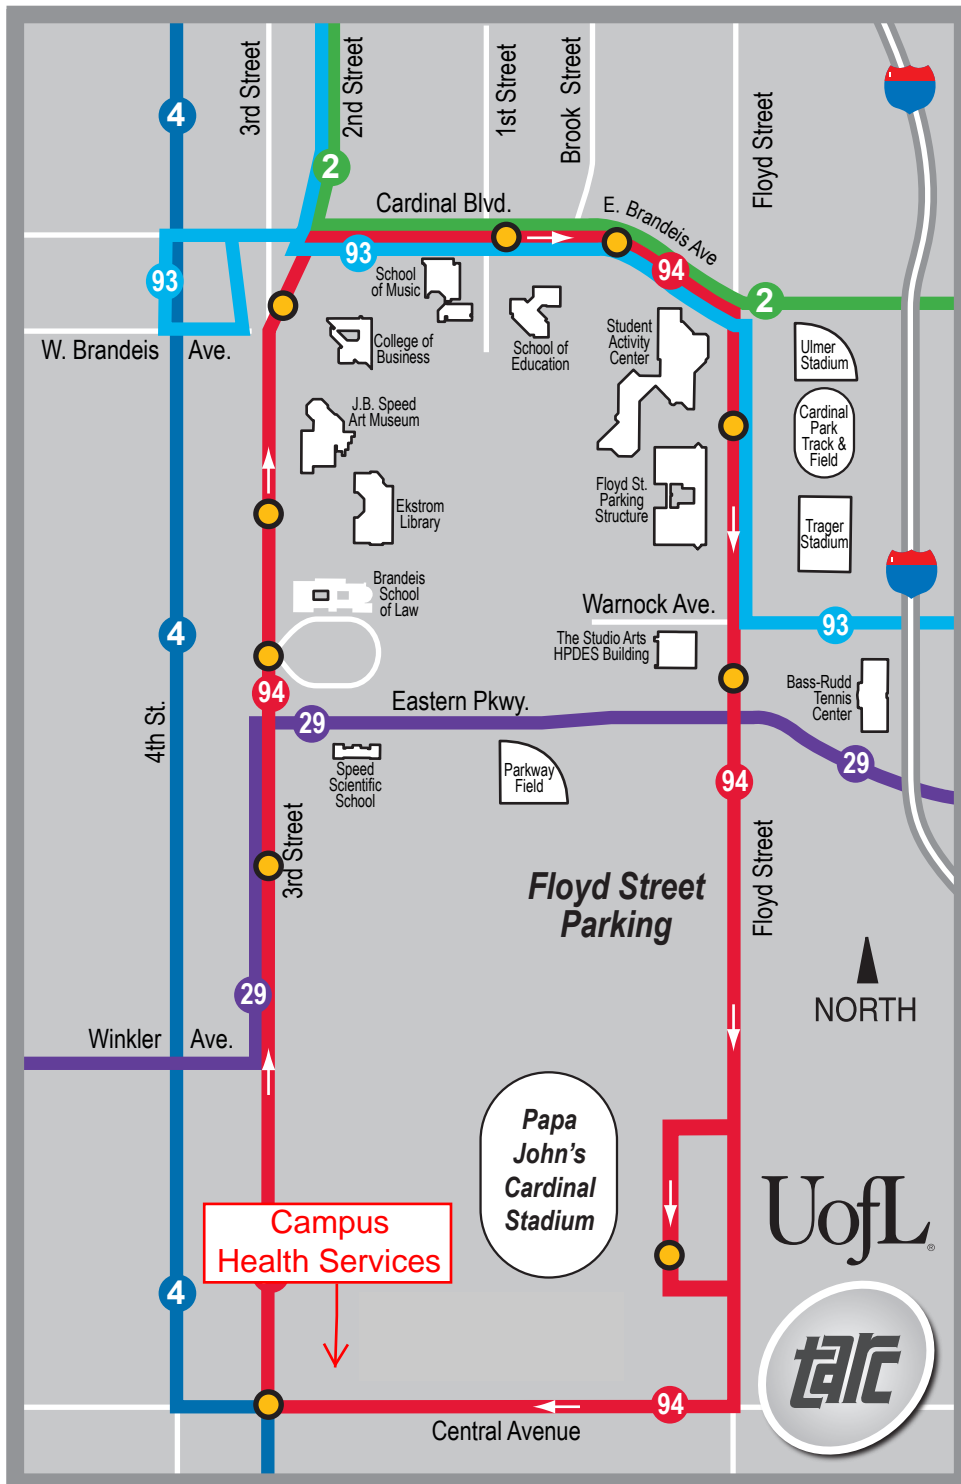 3rd Street
2nd Street
1st Street
Brook Street
Floyd Street
4
2
Cardinal Blvd.
E. Brandeis Ave
93
93
94
2
School
of Music
W. Brandeis Ave.
College of
Business
School of
Education
Student
Activity
Center
Ulmer
Stadium
J.B. Speed
Art Museum
Cardinal
Park
Track &
Field
Ekstrom
Library
Floyd St.
Parking
Structure
Trager
Stadium
Brandeis
School
of Law
Warnock Ave.
4
93
The Studio Arts
HPDES Building
Bass-Rudd
Tennis
Center
94
Eastern Pkwy.
29
4th St.
Speed
Scientific
School
Parkway
Field
94
29
3rd Street
Floyd Street
Floyd Street
Parking
29
NORTH
Winkler Ave.
Papa
John's
Cardinal
Stadium
UofL®
Campus
Health Services
4
tarc
94
Central Avenue